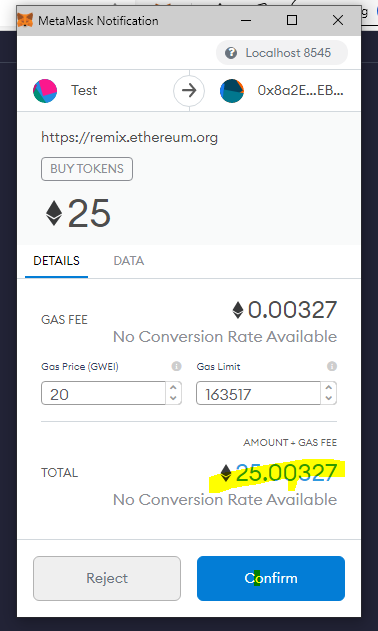 MetaMask Notification
Localhost 8545
Test
0x8a2E...EB...
https://remix.ethereum.org
BUY TOKENS
25
DETAILS
DATA
GAS FEE
0.00327
No Conversion Rate Available
Gas Price (GWEI)
Gas Limit
20
163517
AMOUNT + GAS FEE
TOTAL
25.00327
No Conversion Rate Available
Reject
Confirm